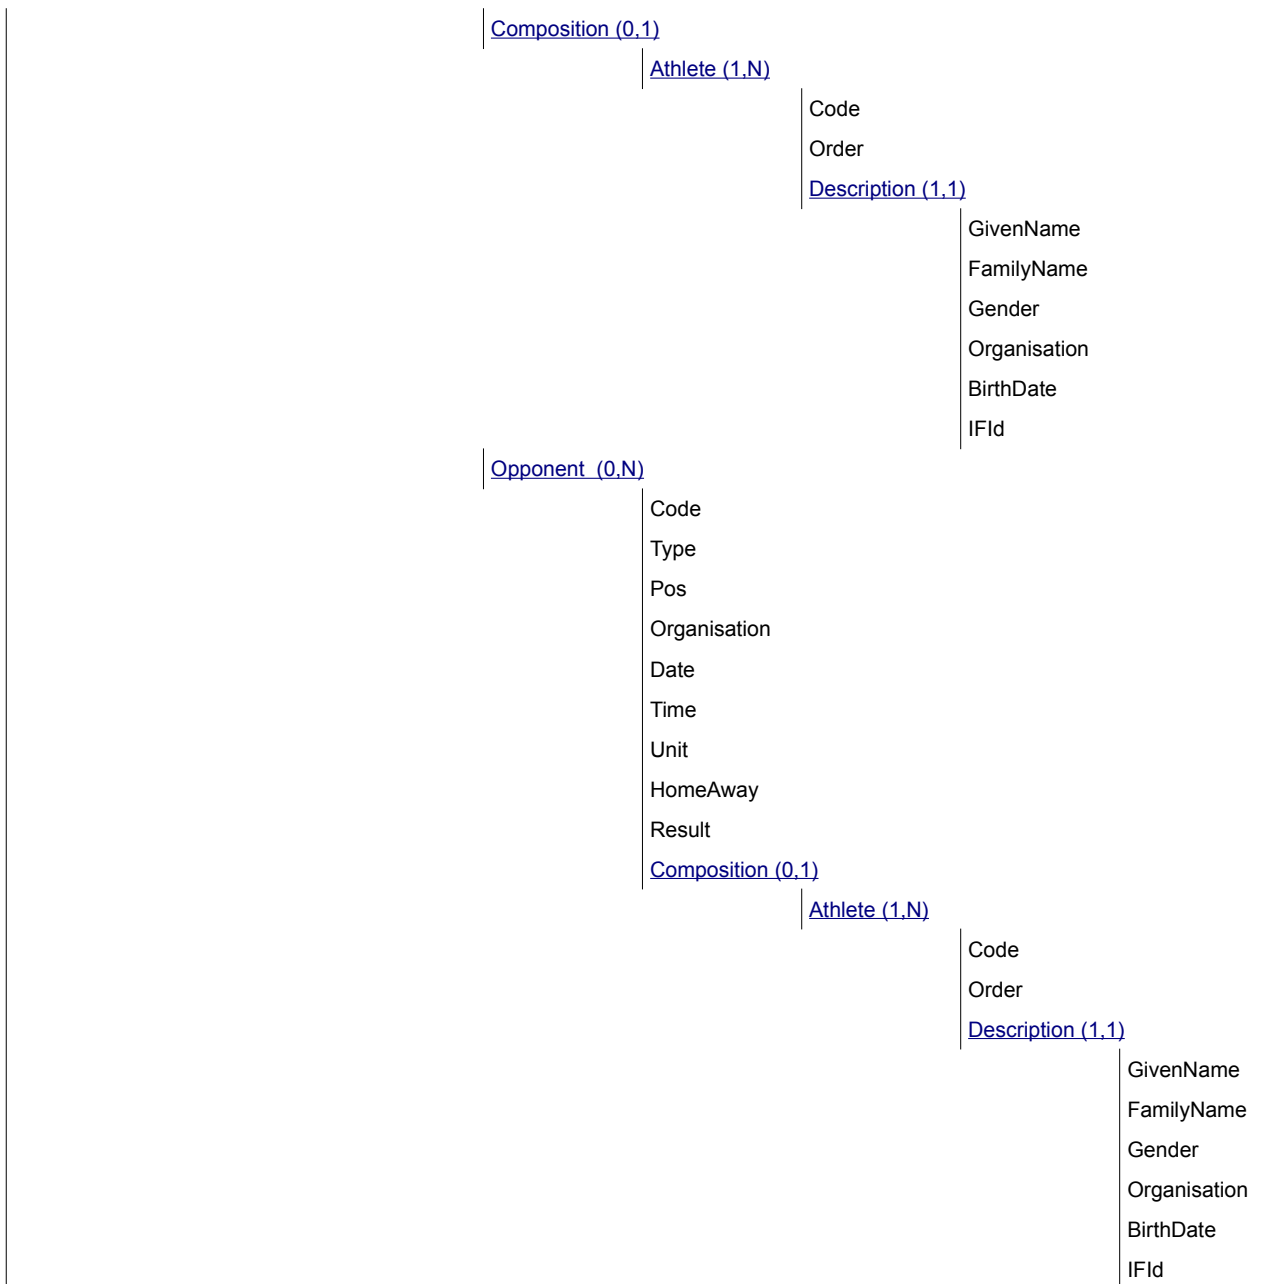 Composition (0,1)
Athlete (1,N)
Code
Order
Description (1,1)
GivenName
FamilyName
Gender
Organisation
BirthDate
IFId
Opponent  (0,N)
Code
Type
Pos
Organisation
Date
Time
Unit
HomeAway
Result
Composition (0,1)
Athlete (1,N)
Code
Order
Description (1,1)
GivenName
FamilyName
Gender
Organisation
BirthDate
IFId